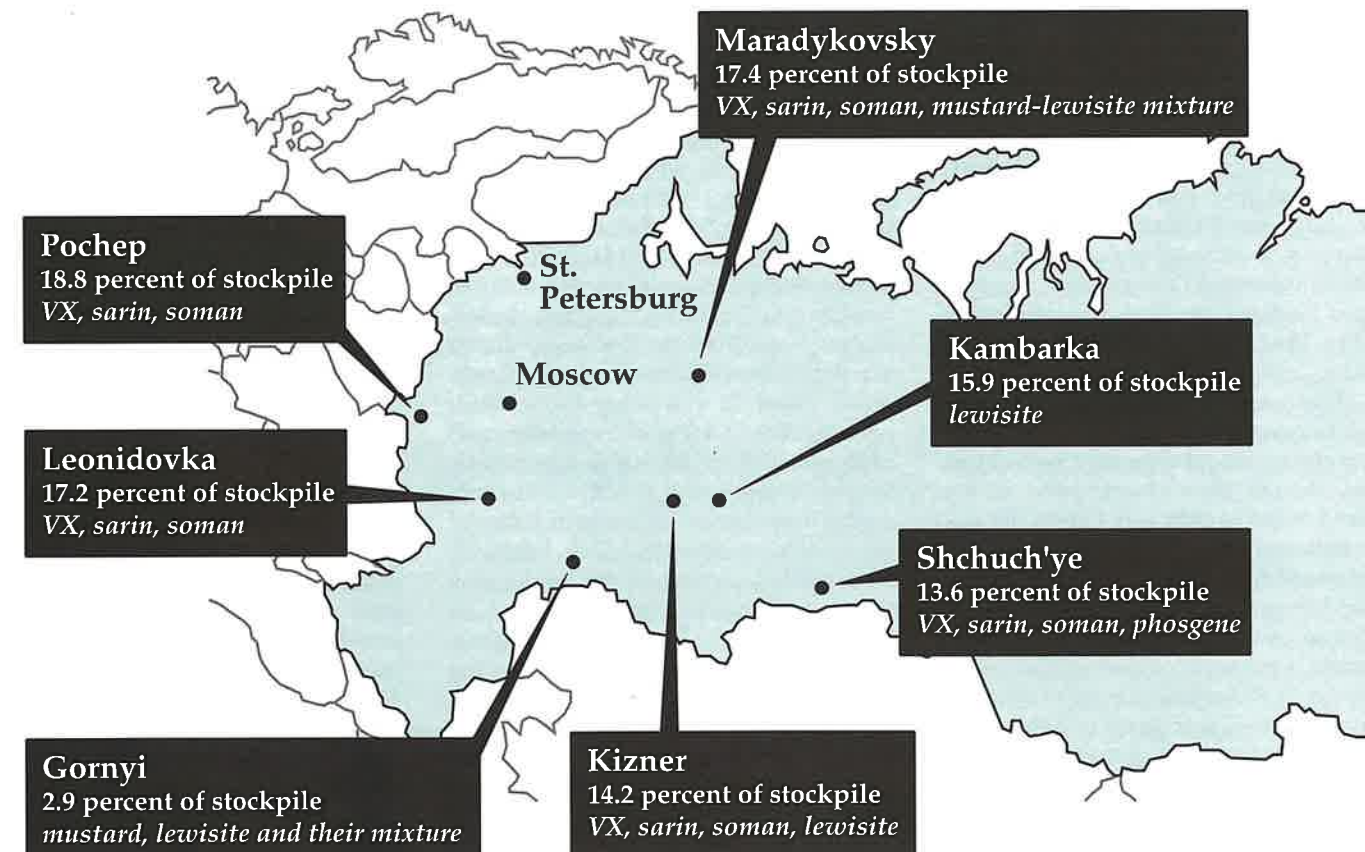 Maradykovsky
17.4 percent of stockpile
VX, sarin, soman, mustard-lewisite mixture
Pochep
18.8 percent of stockpile
VX, sarin, soman
St.
Petersburg
Moscow
Kambarka
15.9 percent of stockpile
lewisite
Leonidovka
17.2 percent of stockpile
VX, sarin, soman
Shchuch'ye
13.6 percent of stockpile
VX, sarin, soman, phosgene
Gornyi
2.9 percent of stockpile
mustard, lewisite and their mixture
Kizner
14.2 percent of stockpile
VX, sarin, soman, lewisite